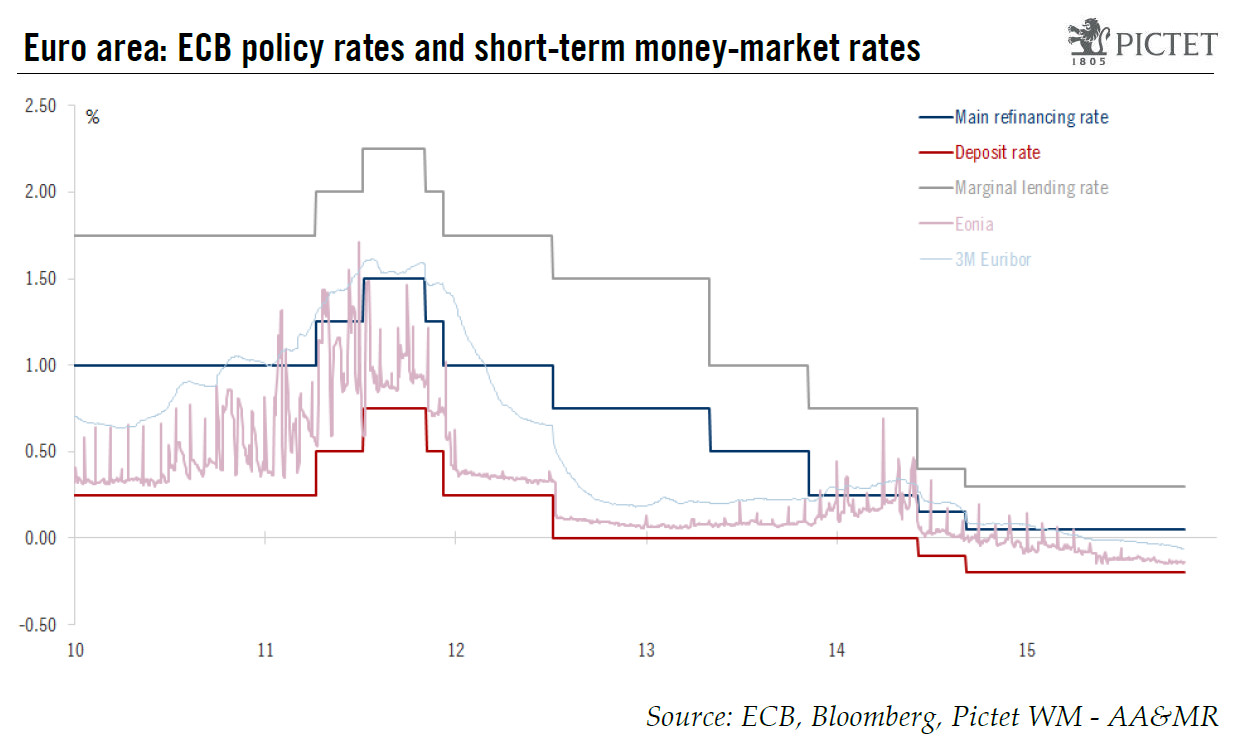 Euro area: ECB policy rates and short-term money-market rates
PICTET
1805
2.50
%
2.00
1.50
1.00
0.50
0.00
-0.50
10 11 12 13 14 15
Main refinancing rate
Deposit rate
Marginal lending rate
Eonia
3M Euribor
Source: ECB, Bloomberg, Pictet WM - AA&MR